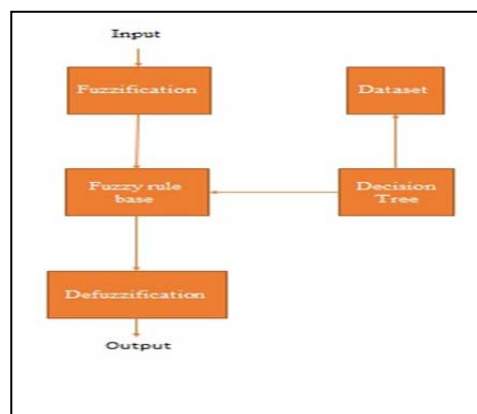 Input
Fuzzification
Dataset
Fuzzy rule
base
Decision
Tree
Defuzzification
Output